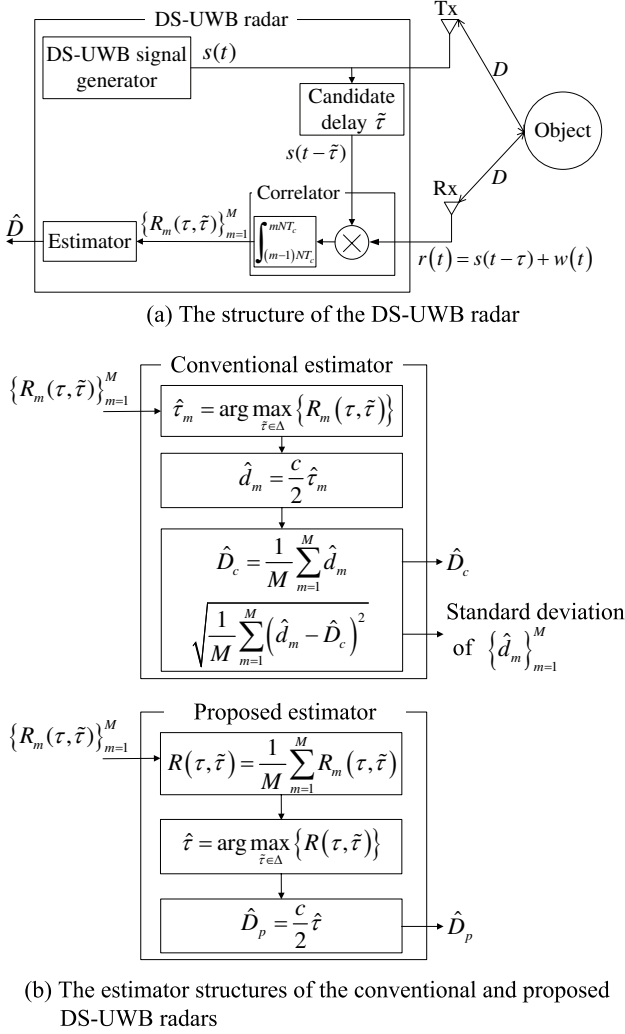 DS-UWB radar
Tx
DS-UWB signal
generator
s(t)
D
Candidate
delay τ̃
Object
s(t−τ̃)
D
Rx
Correlator
D̂
Estimator
{R_m(τ,τ̃)}_{m=1}^{M}
∫_{(m−1)NT_c}^{mNT_c}
×
r(t) = s(t−τ) + w(t)
(a) The structure of the DS-UWB radar
Conventional estimator
{R_m(τ,τ̃)}_{m=1}^{M}
τ̂_m = arg max_{τ̃∈Δ} {R_m(τ,τ̃)}
d̂_m = c/2 τ̂_m
D̂_c = 1/M ∑_{m=1}^{M} d̂_m
D̂_c
√(1/M ∑_{m=1}^{M} (d̂_m − D̂_c)^2)
Standard deviation
of {d̂_m}_{m=1}^{M}
Proposed estimator
{R_m(τ,τ̃)}_{m=1}^{M}
R(τ,τ̃) = 1/M ∑_{m=1}^{M} R_m(τ,τ̃)
τ̂ = arg max_{τ̃∈Δ} {R(τ,τ̃)}
D̂_p = c/2 τ̂
D̂_p
(b) The estimator structures of the conventional and proposed
DS-UWB radars